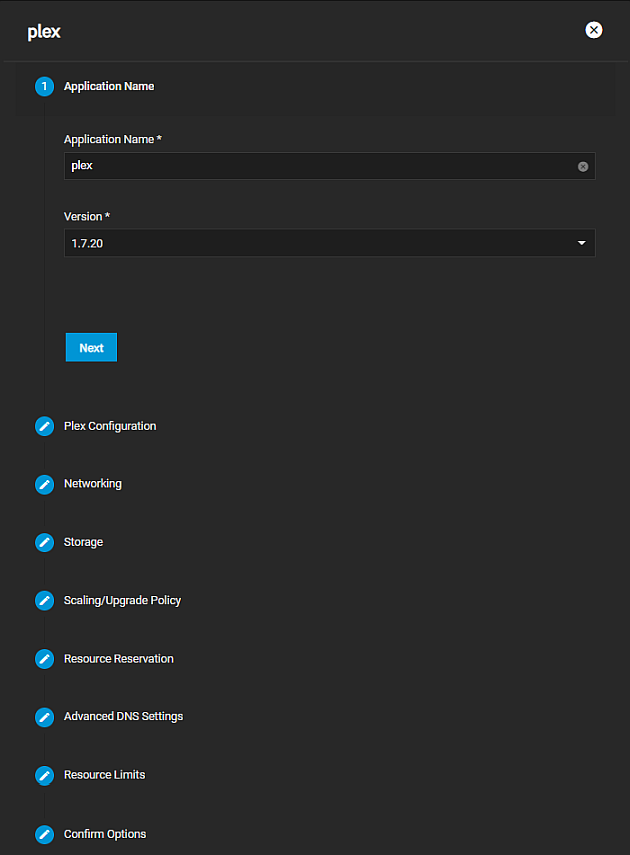 plex
1 Application Name
Application Name *
plex
Version *
1.7.20
Next
Plex Configuration
Networking
Storage
Scaling/Upgrade Policy
Resource Reservation
Advanced DNS Settings
Resource Limits
Confirm Options